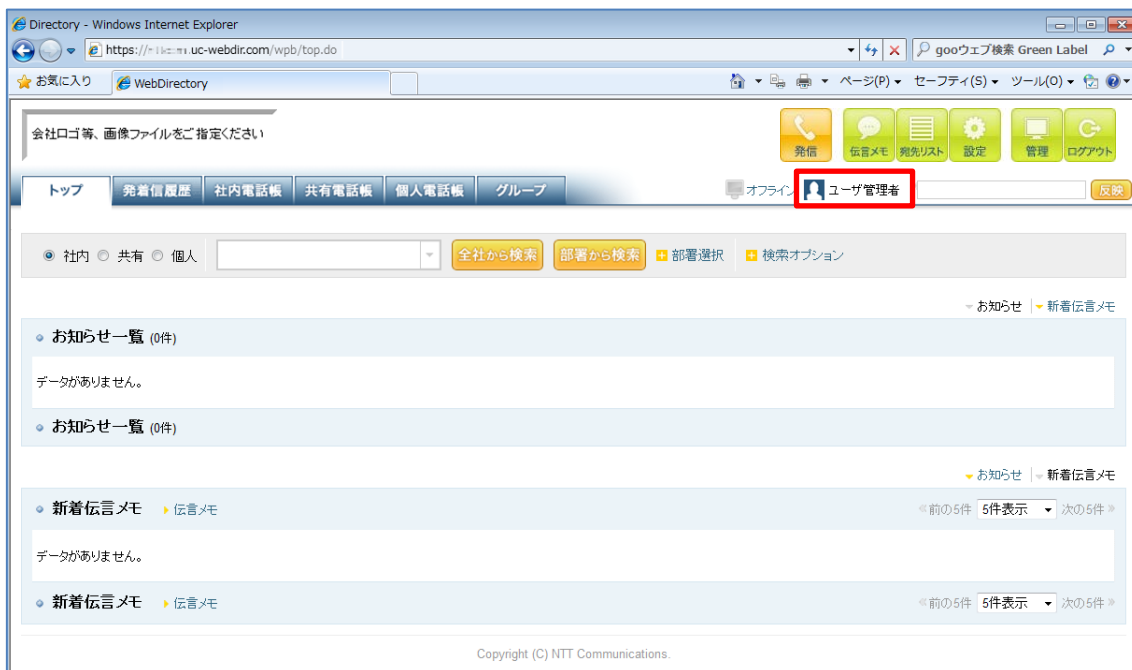 Directory - Windows Internet Explorer
https:// .uc-webdir.com/wpb/top.do
gooウェブ検索 Green Label
お気に入り WebDirectory ページ(P) セーフティ(S) ツール(O)
会社ロゴ等、画像ファイルをご指定ください
発信 伝言メモ 宛先リスト 設定 管理 ログアウト
トップ 発着信履歴 社内電話帳 共有電話帳 個人電話帳 グループ オフライン ユーザ管理者 反映
社内 共有 個人 全社から検索 部署から検索 部署選択 検索オプション
お知らせ 新着伝言メモ
お知らせ一覧 (0件)
データがありません。
お知らせ一覧 (0件)
お知らせ 新着伝言メモ
新着伝言メモ 伝言メモ 《前の5件 5件表示 次の5件》
データがありません。
新着伝言メモ 伝言メモ 《前の5件 5件表示 次の5件》
Copyright (C) NTT Communications.